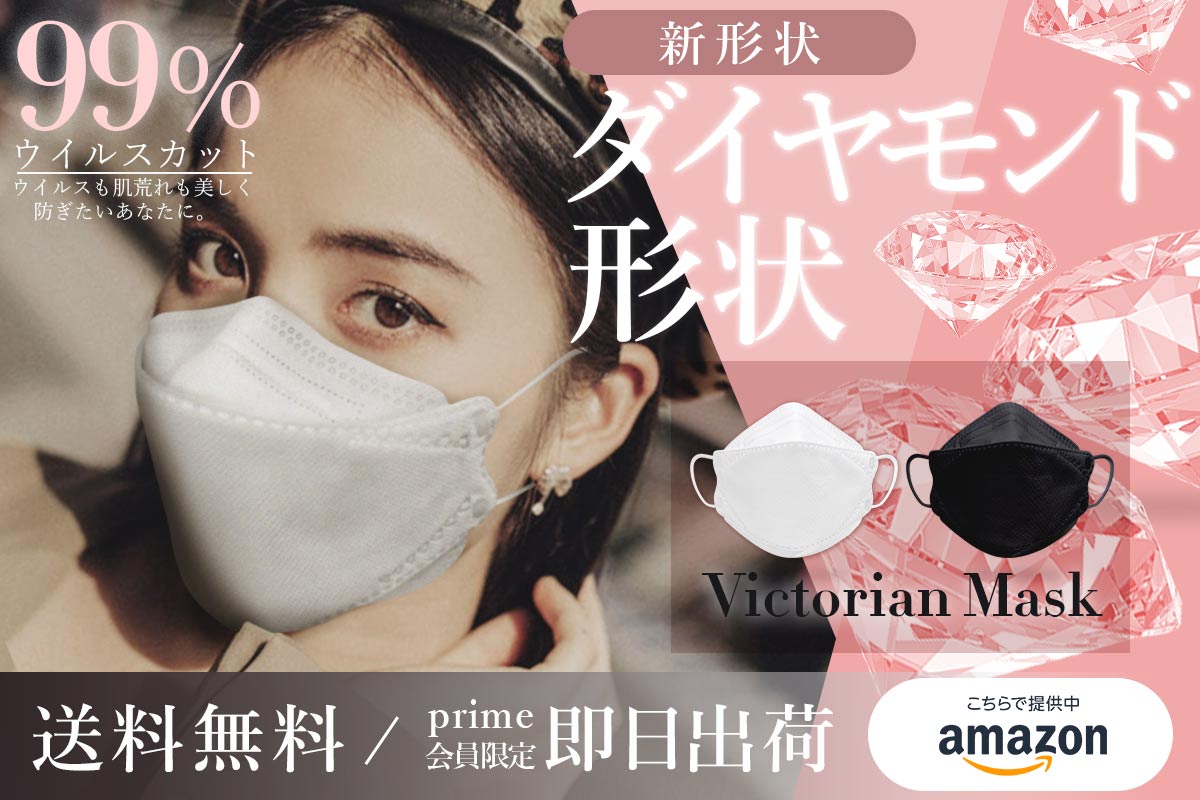 99%
ウイルスカット
ウイルスも肌荒れも美しく
防ぎたいあなたに。
新形状
ダイヤモンド
形状
Victorian Mask
送料無料/
prime
会員限定
即日出荷
こちらで提供中
amazon